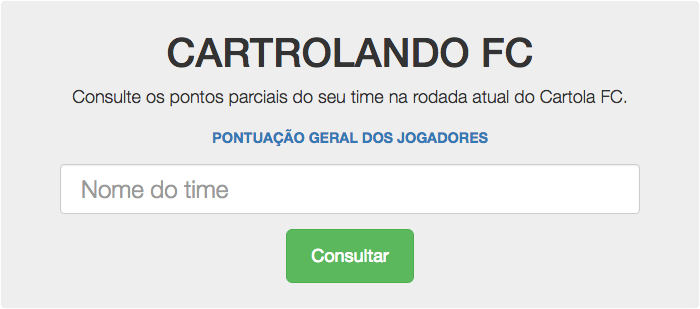 CARTROLANDO FC
Consulte os pontos parciais do seu time na rodada atual do Cartola FC.
PONTUAÇÃO GERAL DOS JOGADORES
Nome do time
Consultar